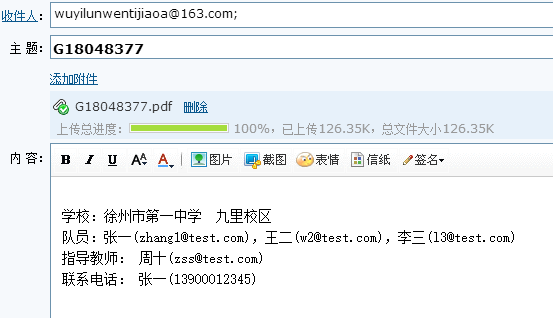 收件人: wuyilunwentijiaoa@163.com;
主 题: G18048377
添加附件
G18048377.pdf 删除
上传总进度: 100%，已上传126.35K，总文件大小126.35K
内 容: B I U AA A 图片 截图 表情 信纸 签名
学校：徐州市第一中学 九里校区
队员：张一(zhang1@test.com)，王二(w2@test.com)，李三(l3@test.com)
指导教师： 周十(zss@test.com)
联系电话： 张一(13900012345)